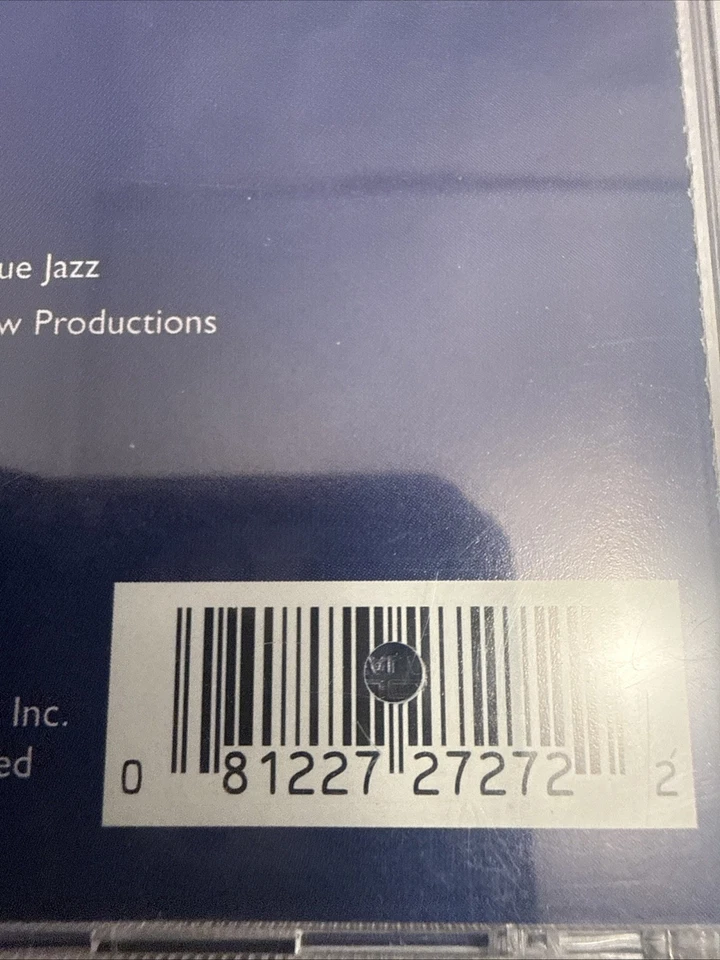 ue Jazz
w Productions
Inc.
ed
0 81227 27272 2